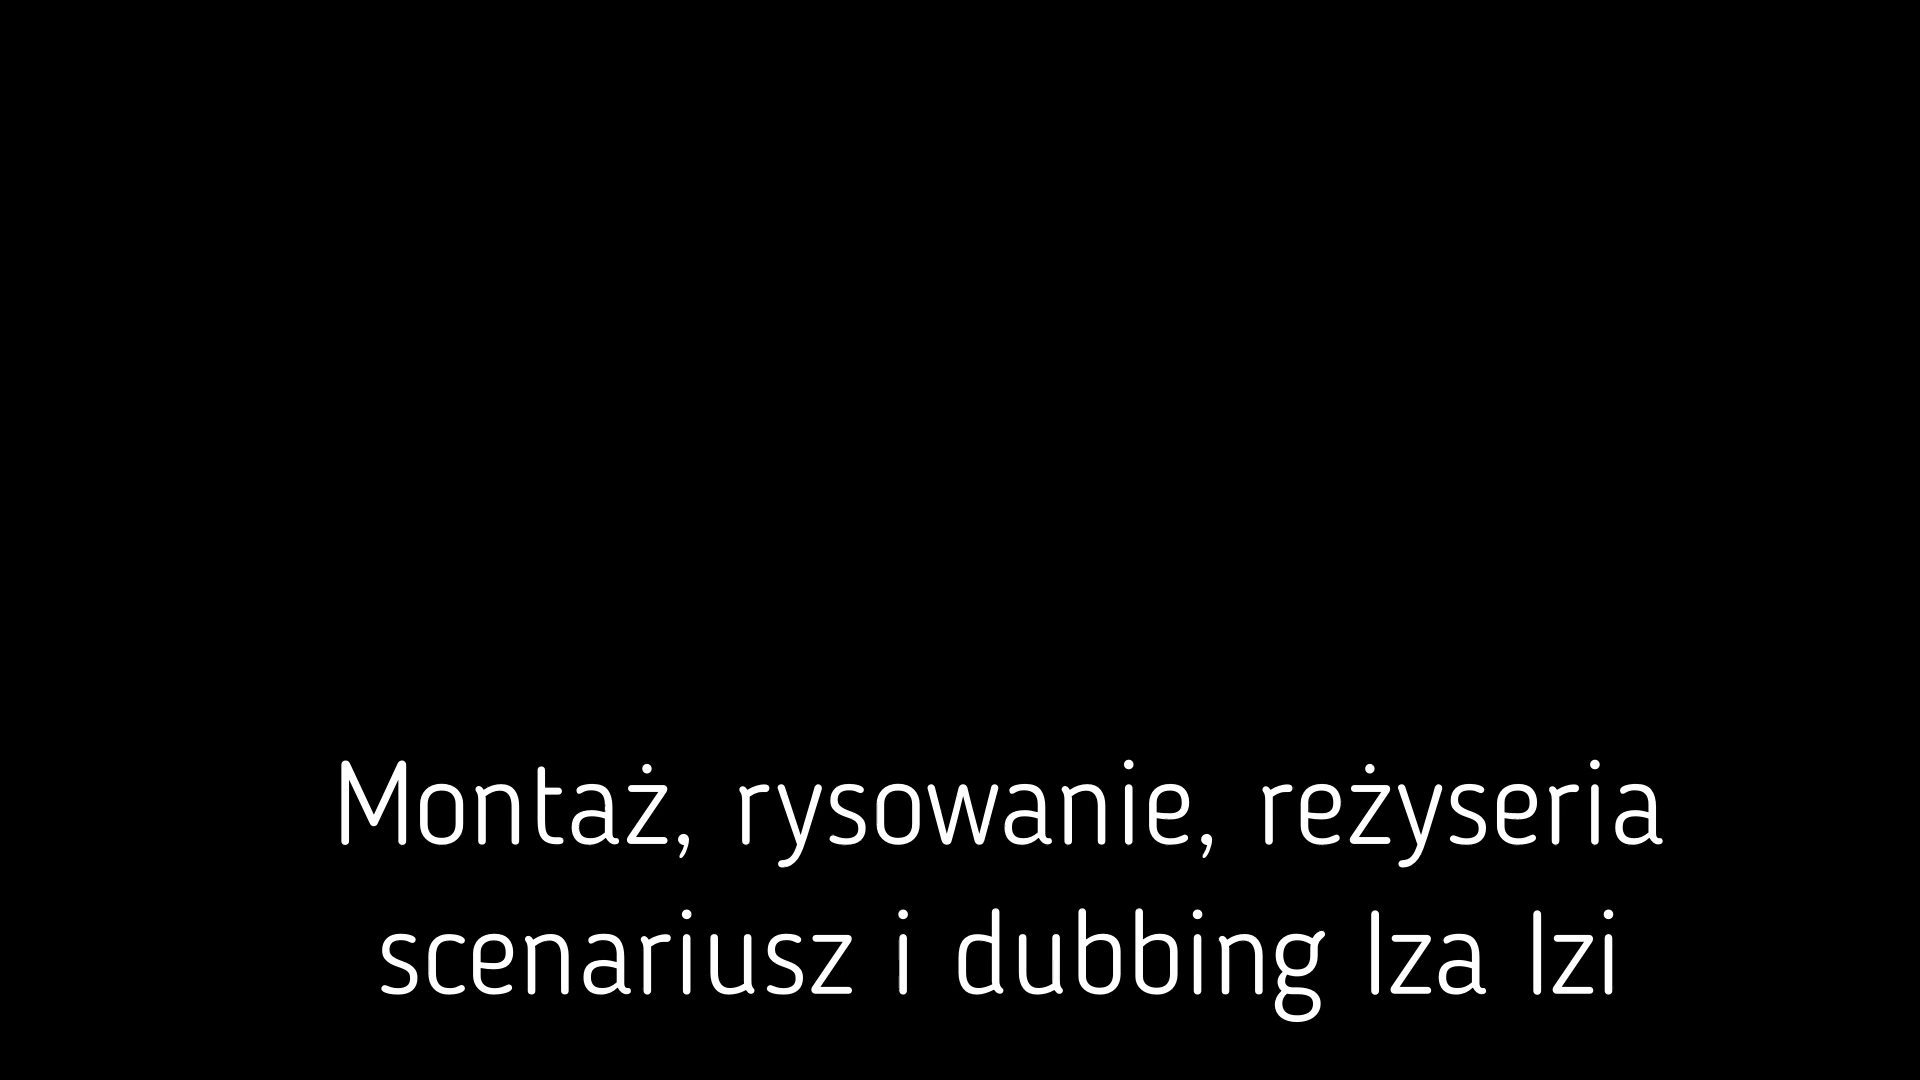 Montaż, rysowanie, reżyseria
scenariusz i dubbing Iza Izi